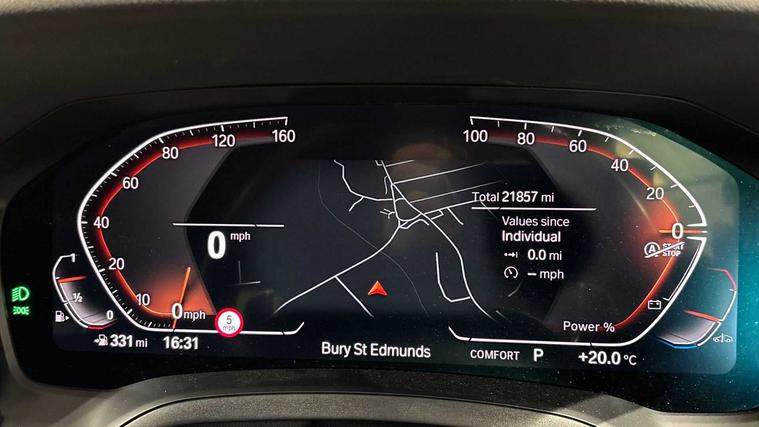 160
120
80
60
40
20
10
0 mph
0 mph
5 mph
1
½
0
331 mi
16:31
100
80
60
40
20
0
Total 21857 mi
Values since
Individual
0.0 mi
– mph
A START
STOP
Power %
Bury St Edmunds
COMFORT P +20.0 °C